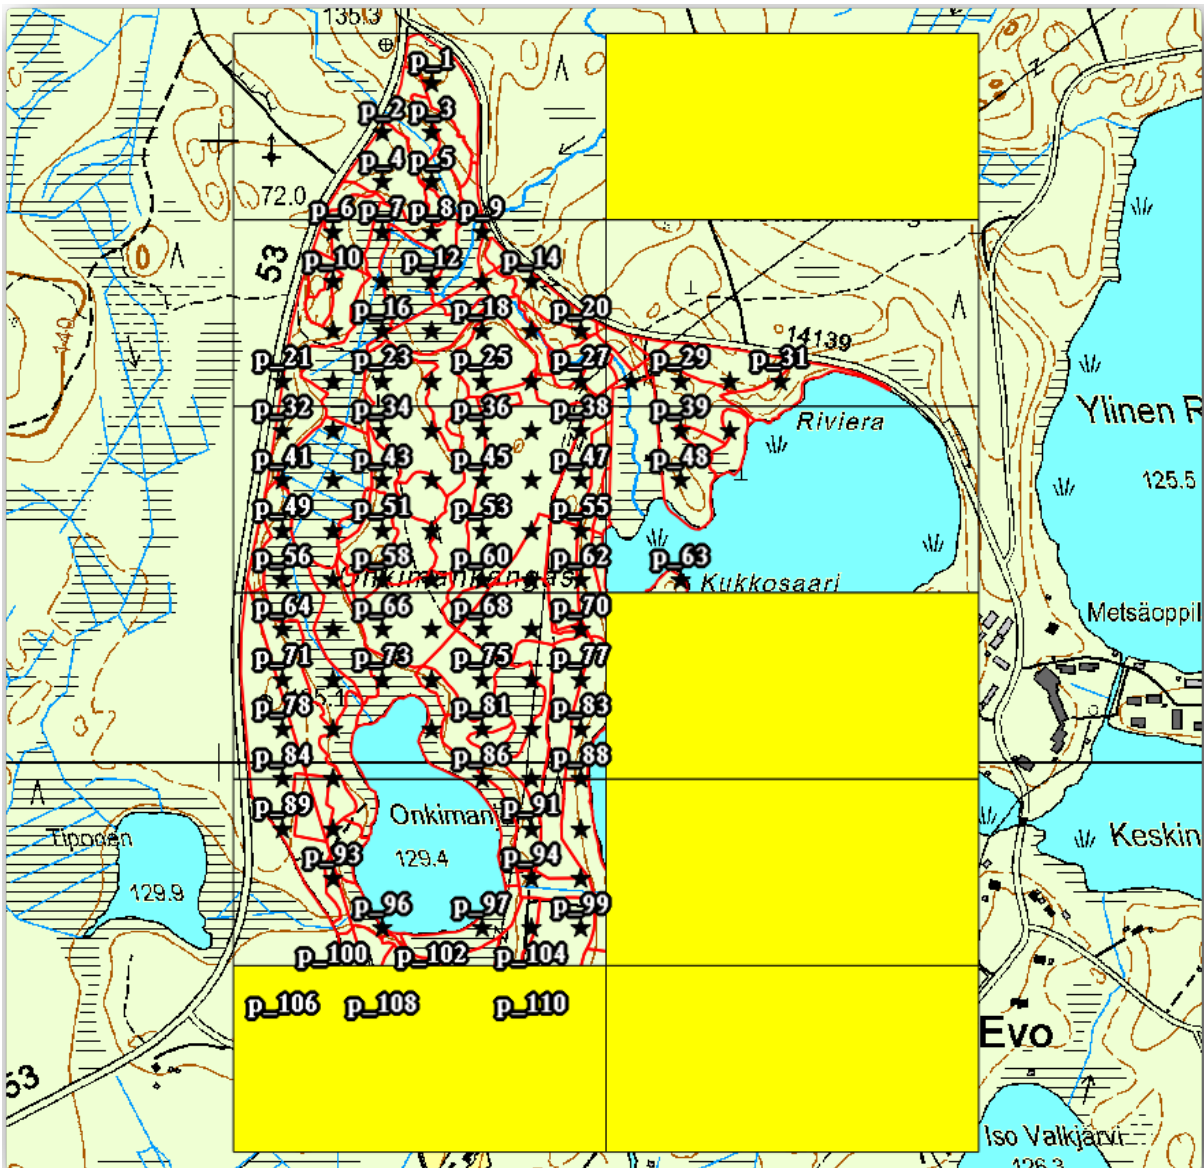 135.3
p_1
p_2 p_3
p_4 p_5
72.0
p_6 p_7 p_8 p_9
53
p_10 p_12 p_14
140
p_16 p_18 p_20
14139
p_21 p_23 p_25 p_27 p_29 p_31
p_32 p_34 p_36 p_38 p_39
Riviera
Ylinen R
p_41 p_43 p_45 p_47 p_48
125.5
p_49 p_51 p_53 p_55
p_56 p_58 p_60 p_62 p_63
Kukkosaari
p_64 p_66 p_68 p_70
Metsäoppil
p_71 p_73 p_75 p_77
p_78 p_81 p_83
p_84 p_86 p_88
p_89 p_91
Onkiman
Keskin
129.4
p_93 p_94
129.9
p_96 p_97 p_99
p_100 p_102 p_104
p_106 p_108 p_110
Evo
53
Iso Valkjärvi
126.3